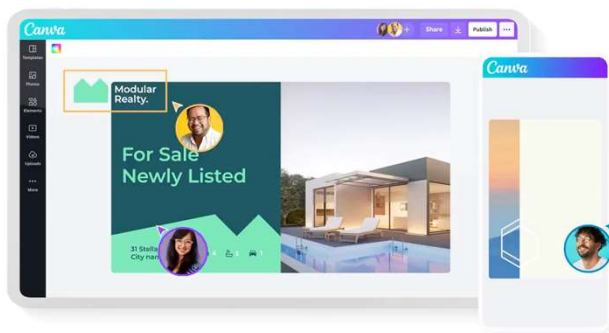 Canva
Share
Publish
Templates
Photos
Elements
Videos
Uploads
More
Modular
Realty.
For Sale
Newly Listed
31 Stella
City nam
Canva